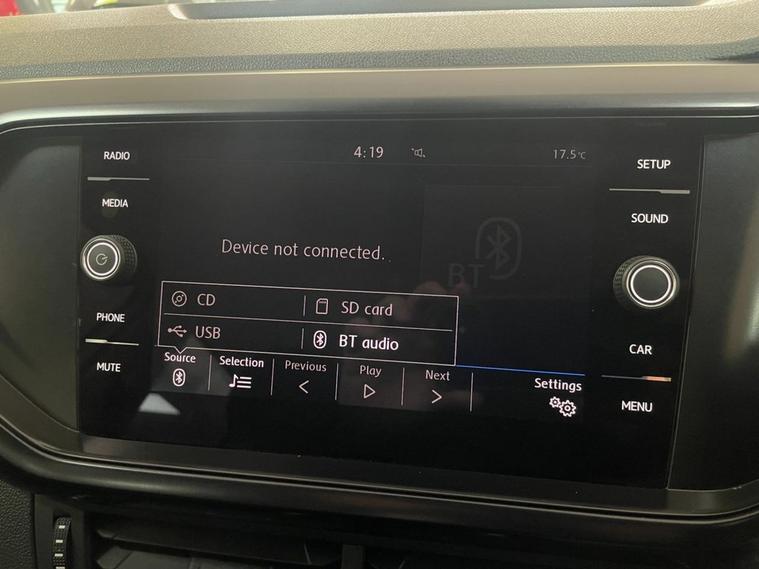 4:19
17.5°C
RADIO
MEDIA
PHONE
MUTE
SETUP
SOUND
CAR
MENU
Device not connected.
BT
CD
SD card
USB
BT audio
Source
Selection
Previous
Play
Next
Settings